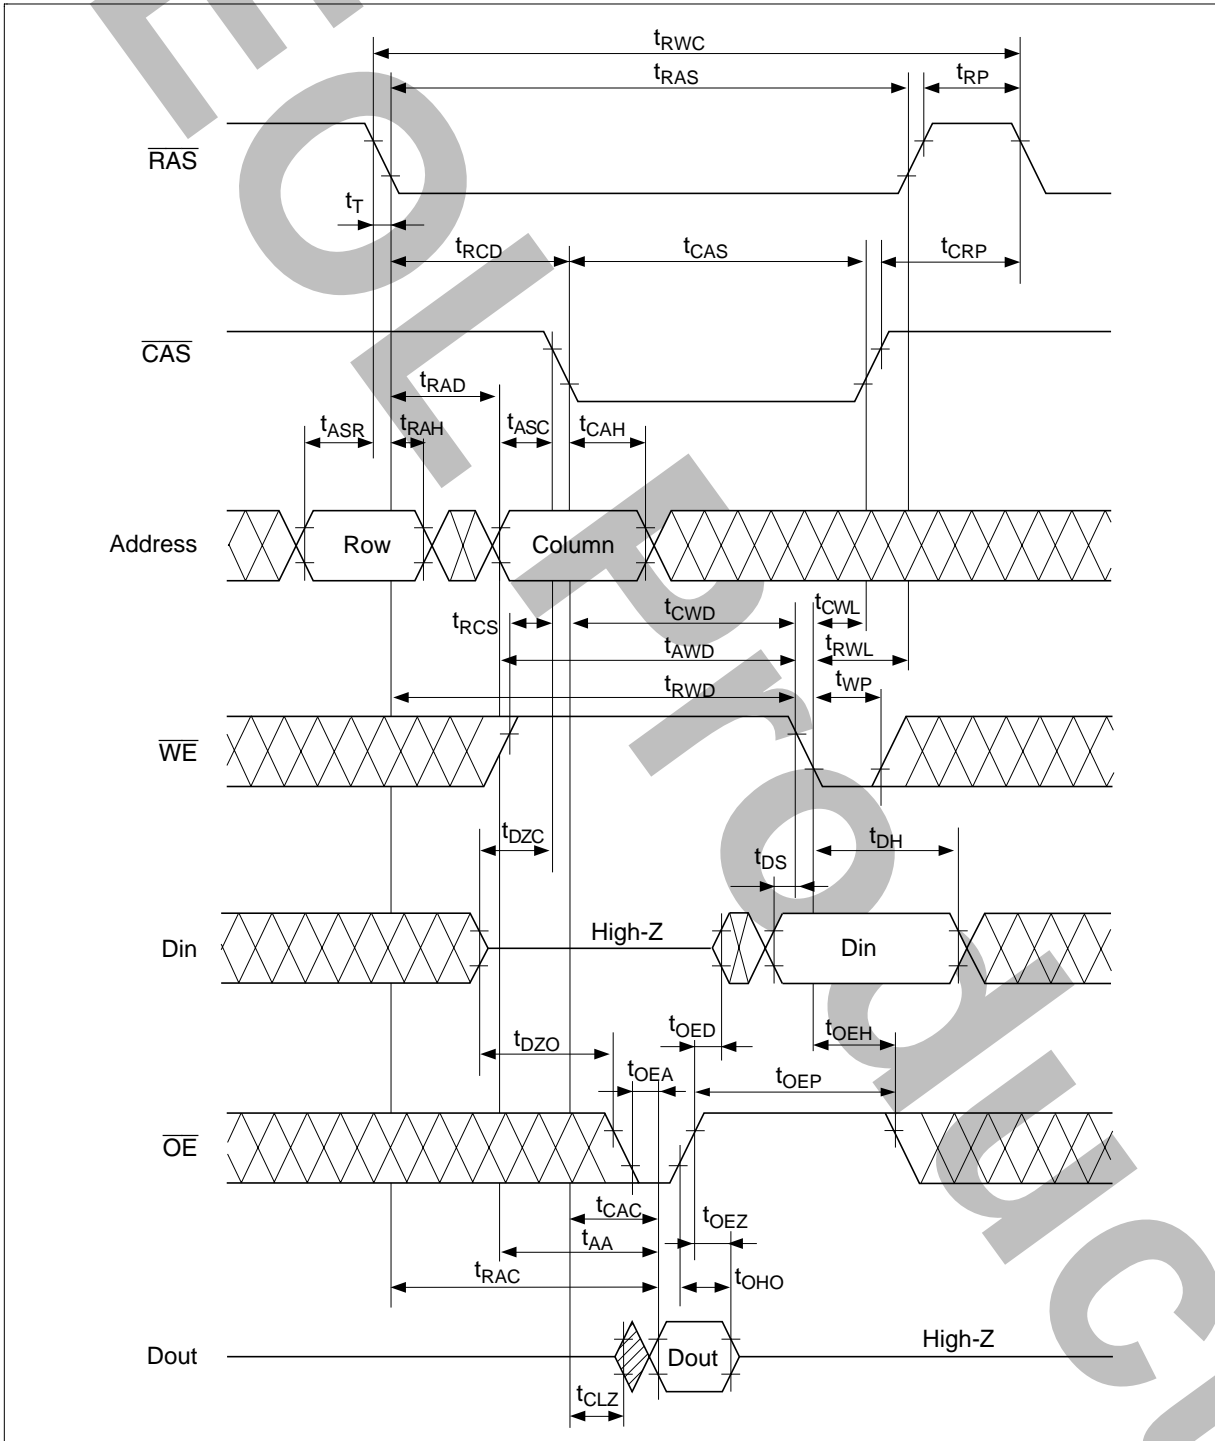 tRWC
tRAS
tRP
RAS
tT
tRCD
tCAS
tCRP
CAS
tRAD
tASR
tRAH
tASC
tCAH
Address
Row
Column
tRCS
tCWD
tCWL
tAWD
tRWL
tRWD
tWP
WE
tDZC
tDS
tDH
Din
High-Z
Din
tDZO
tOED
tOEH
tOEA
tOEP
OE
tCAC
tOEZ
tAA
tRAC
tOHO
Dout
Dout
High-Z
tCLZ
EOL Product